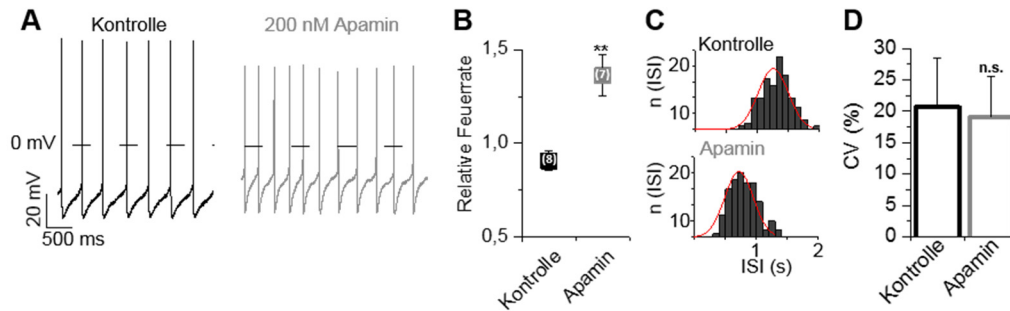 A
Kontrolle
200 nM Apamin
0 mV
20 mV
500 ms
B
Relative Feuerrate
1,5
1,0
0,5
**
(7)
(8)
Kontrolle
Apamin
C
Kontrolle
n (ISI)
20
10
Apamin
n (ISI)
20
10
1
2
ISI (s)
D
CV (%)
30
25
20
15
10
5
0
n.s.
Kontrolle
Apamin